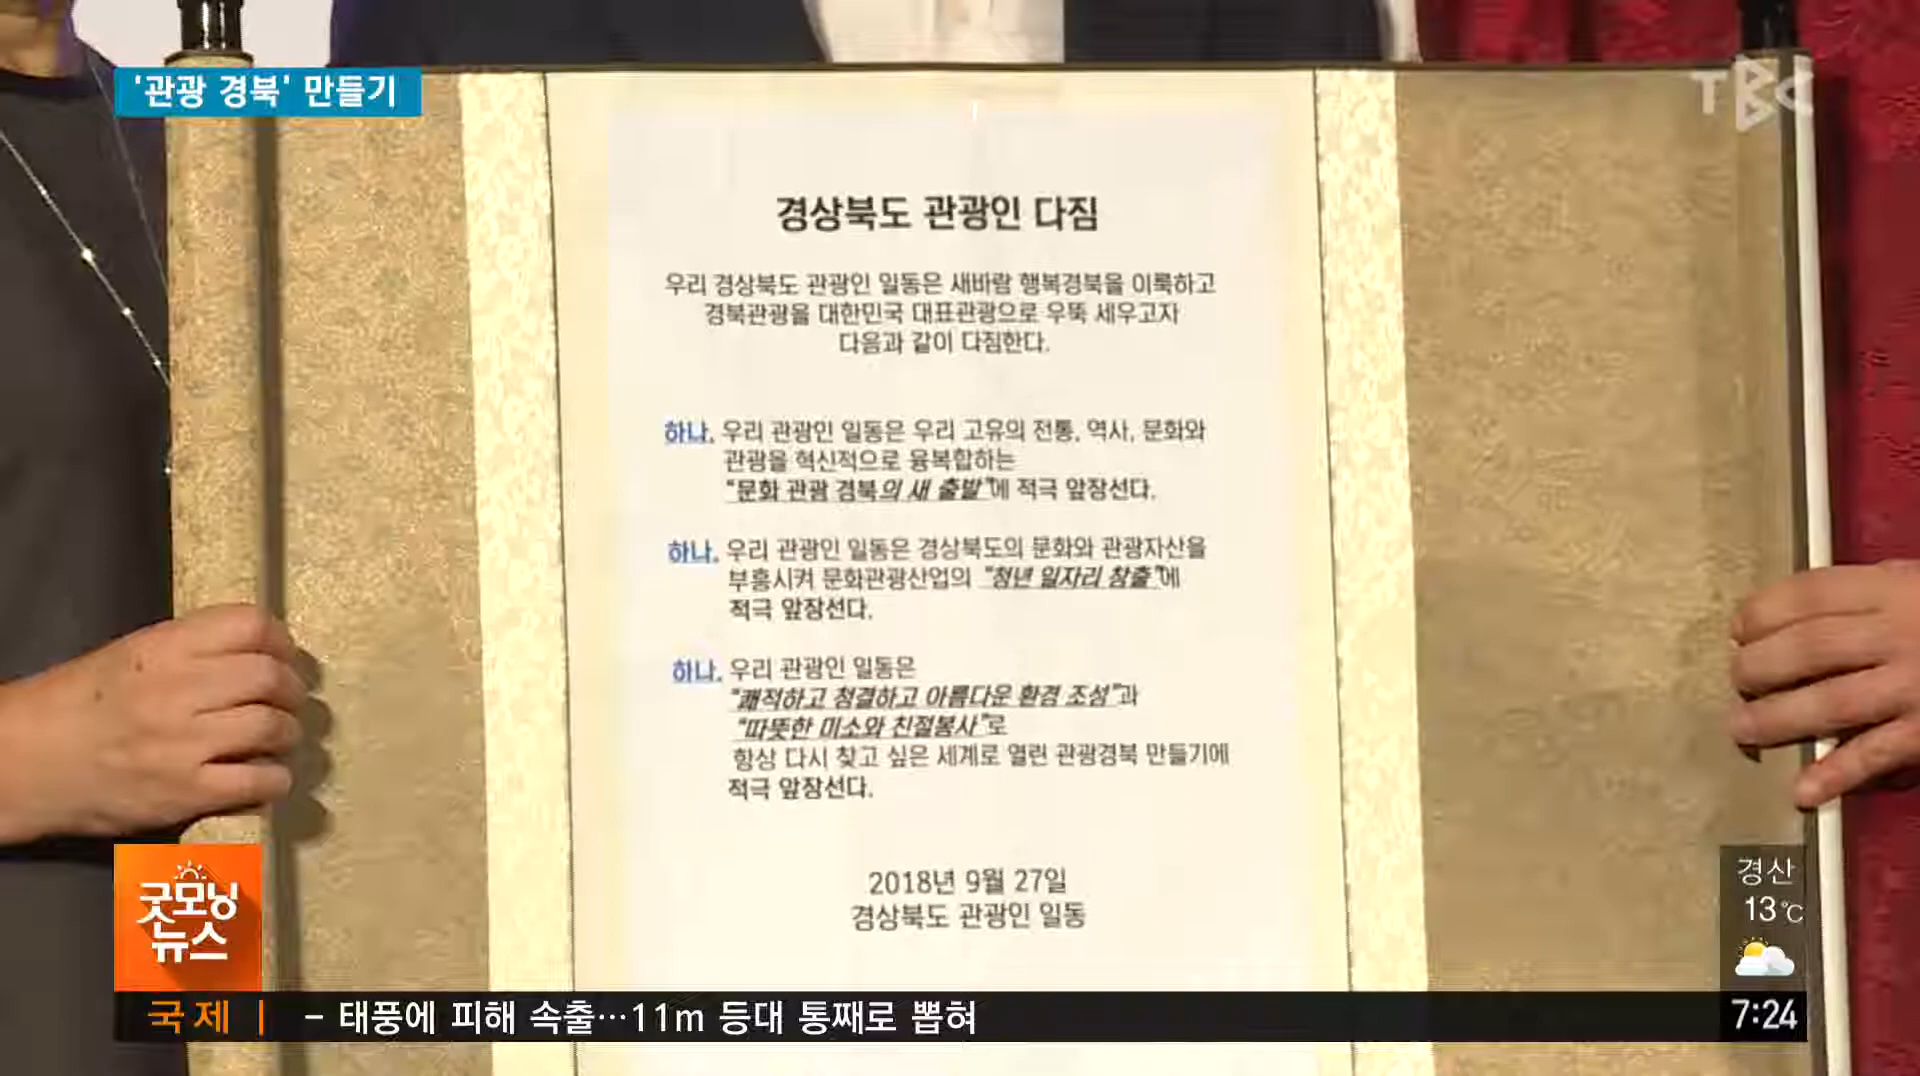 '관광 경북' 만들기
TBC
경상북도 관광인 다짐
우리 경상북도 관광인 일동은 새바람 행복경북을 이룩하고
경북관광을 대한민국 대표관광으로 우뚝 세우고자
다음과 같이 다짐한다.
하나. 우리 관광인 일동은 우리 고유의 전통, 역사, 문화와
관광을 혁신적으로 융복합하는
"문화 관광 경북의 새 출발"에 적극 앞장선다.
하나. 우리 관광인 일동은 경상북도의 문화와 관광자산을
부흥시켜 문화관광산업의 "청년 일자리 창출"에
적극 앞장선다.
하나. 우리 관광인 일동은
"쾌적하고 청결하고 아름다운 환경 조성"과
"따뜻한 미소와 친절봉사"로
항상 다시 찾고 싶은 세계로 열린 관광경북 만들기에
적극 앞장선다.
2018년 9월 27일
경상북도 관광인 일동
굿모닝
뉴스
경산
13℃
국제 | - 태풍에 피해 속출…11m 등대 통째로 뽑혀
7:24